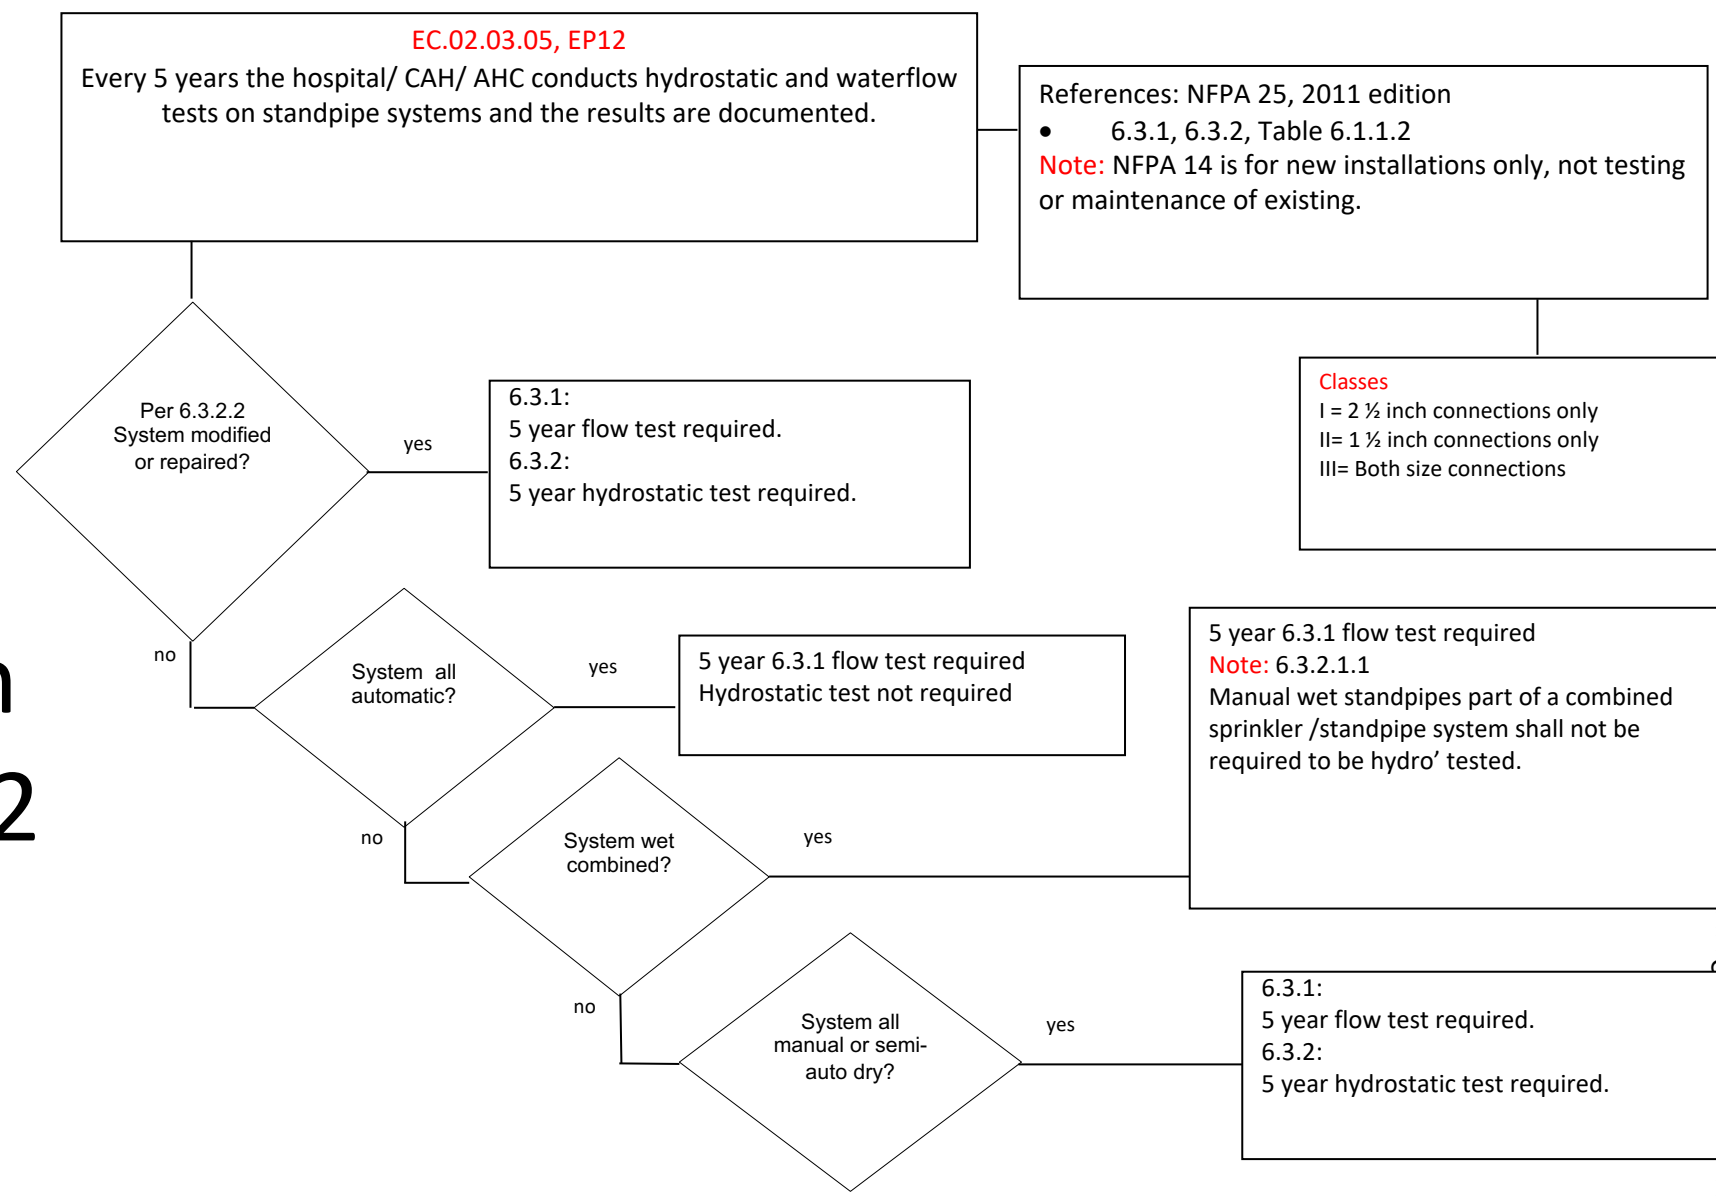 EC.02.03.05, EP12
Every 5 years the hospital/ CAH/ AHC conducts hydrostatic and waterflow
tests on standpipe systems and the results are documented.
References: NFPA 25, 2011 edition
• 6.3.1, 6.3.2, Table 6.1.1.2
Note: NFPA 14 is for new installations only, not testing
or maintenance of existing.
Classes
I = 2 ½ inch connections only
II= 1 ½ inch connections only
III= Both size connections
Per 6.3.2.2
System modified
or repaired?
yes
6.3.1:
5 year flow test required.
6.3.2:
5 year hydrostatic test required.
no
System all
automatic?
yes
5 year 6.3.1 flow test required
Hydrostatic test not required
no
System wet
combined?
yes
5 year 6.3.1 flow test required
Note: 6.3.2.1.1
Manual wet standpipes part of a combined
sprinkler /standpipe system shall not be
required to be hydro’ tested.
no
System all
manual or semi-
auto dry?
yes
6.3.1:
5 year flow test required.
6.3.2:
5 year hydrostatic test required.
2